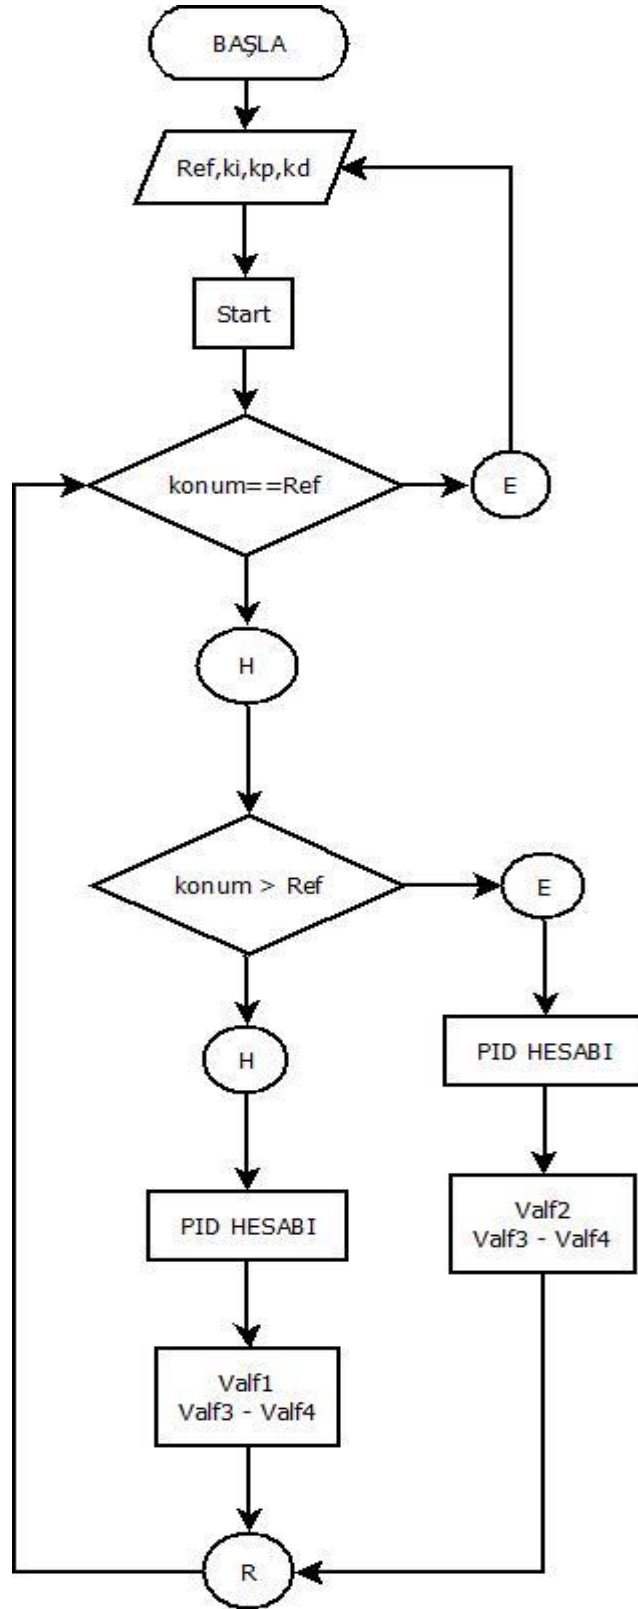 BAŞLA
Ref,ki,kp,kd
Start
konum==Ref
E
H
konum > Ref
E
H
PID HESABI
PID HESABI
Valf2
Valf3 - Valf4
Valf1
Valf3 - Valf4
R